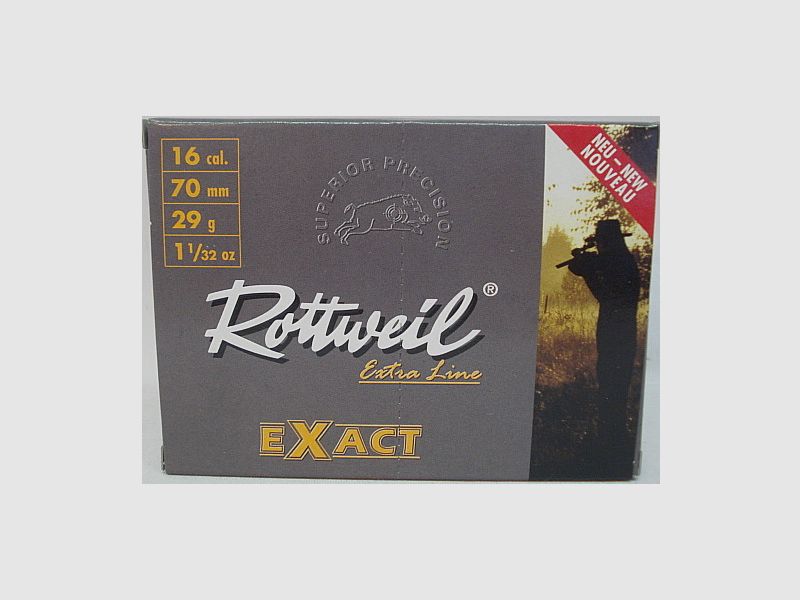 16 cal.
70 mm
29 g
1 1/32 oz
SUPERIOR PRECISION
NEU – NEW
NOUVEAU
Rottweil®
Extra Line
EXACT